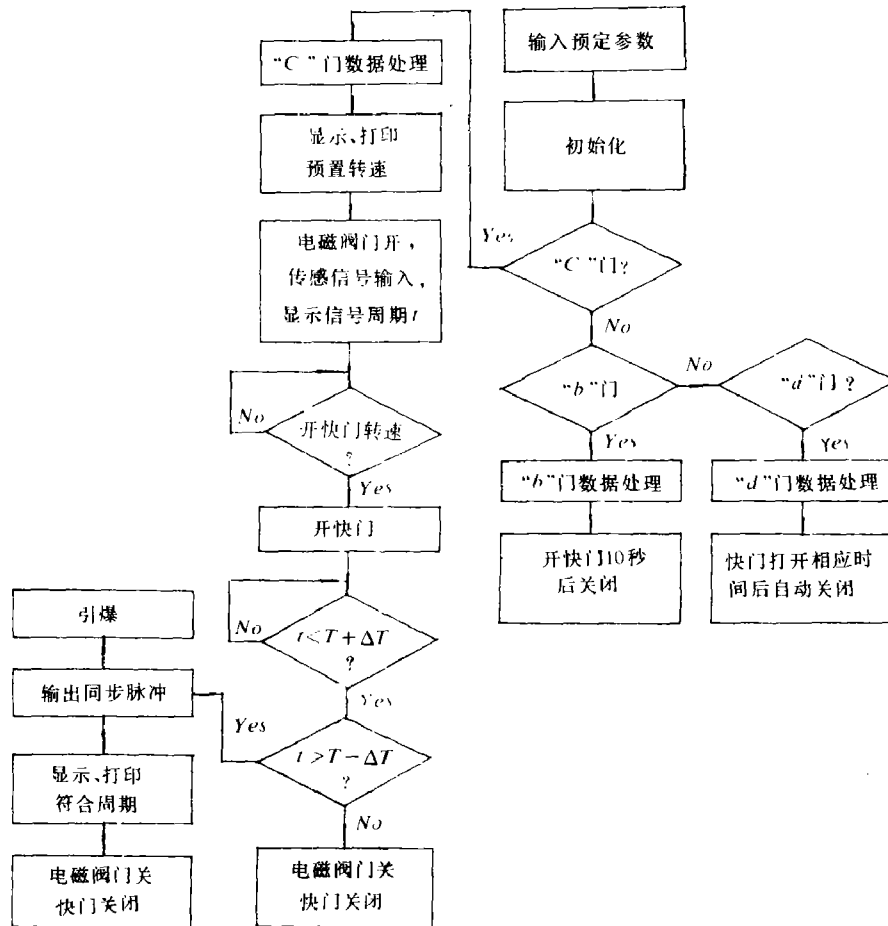 输入预定参数
初始化
"C"门?
Yes
No
"C"门数据处理
显示、打印
预置转速
电磁阀门开,
传感信号输入,
显示信号周期t
No
开快门转速
?
Yes
开快门
No
t<T+ΔT
?
Yes
t>T-ΔT
?
Yes
No
引爆
输出同步脉冲
显示、打印
符合周期
电磁阀门关
快门关闭
电磁阀门关
快门关闭
"b"门
No
Yes
"b"门数据处理
开快门10秒
后关闭
"d"门?
Yes
"d"门数据处理
快门打开相应时
间后自动关闭